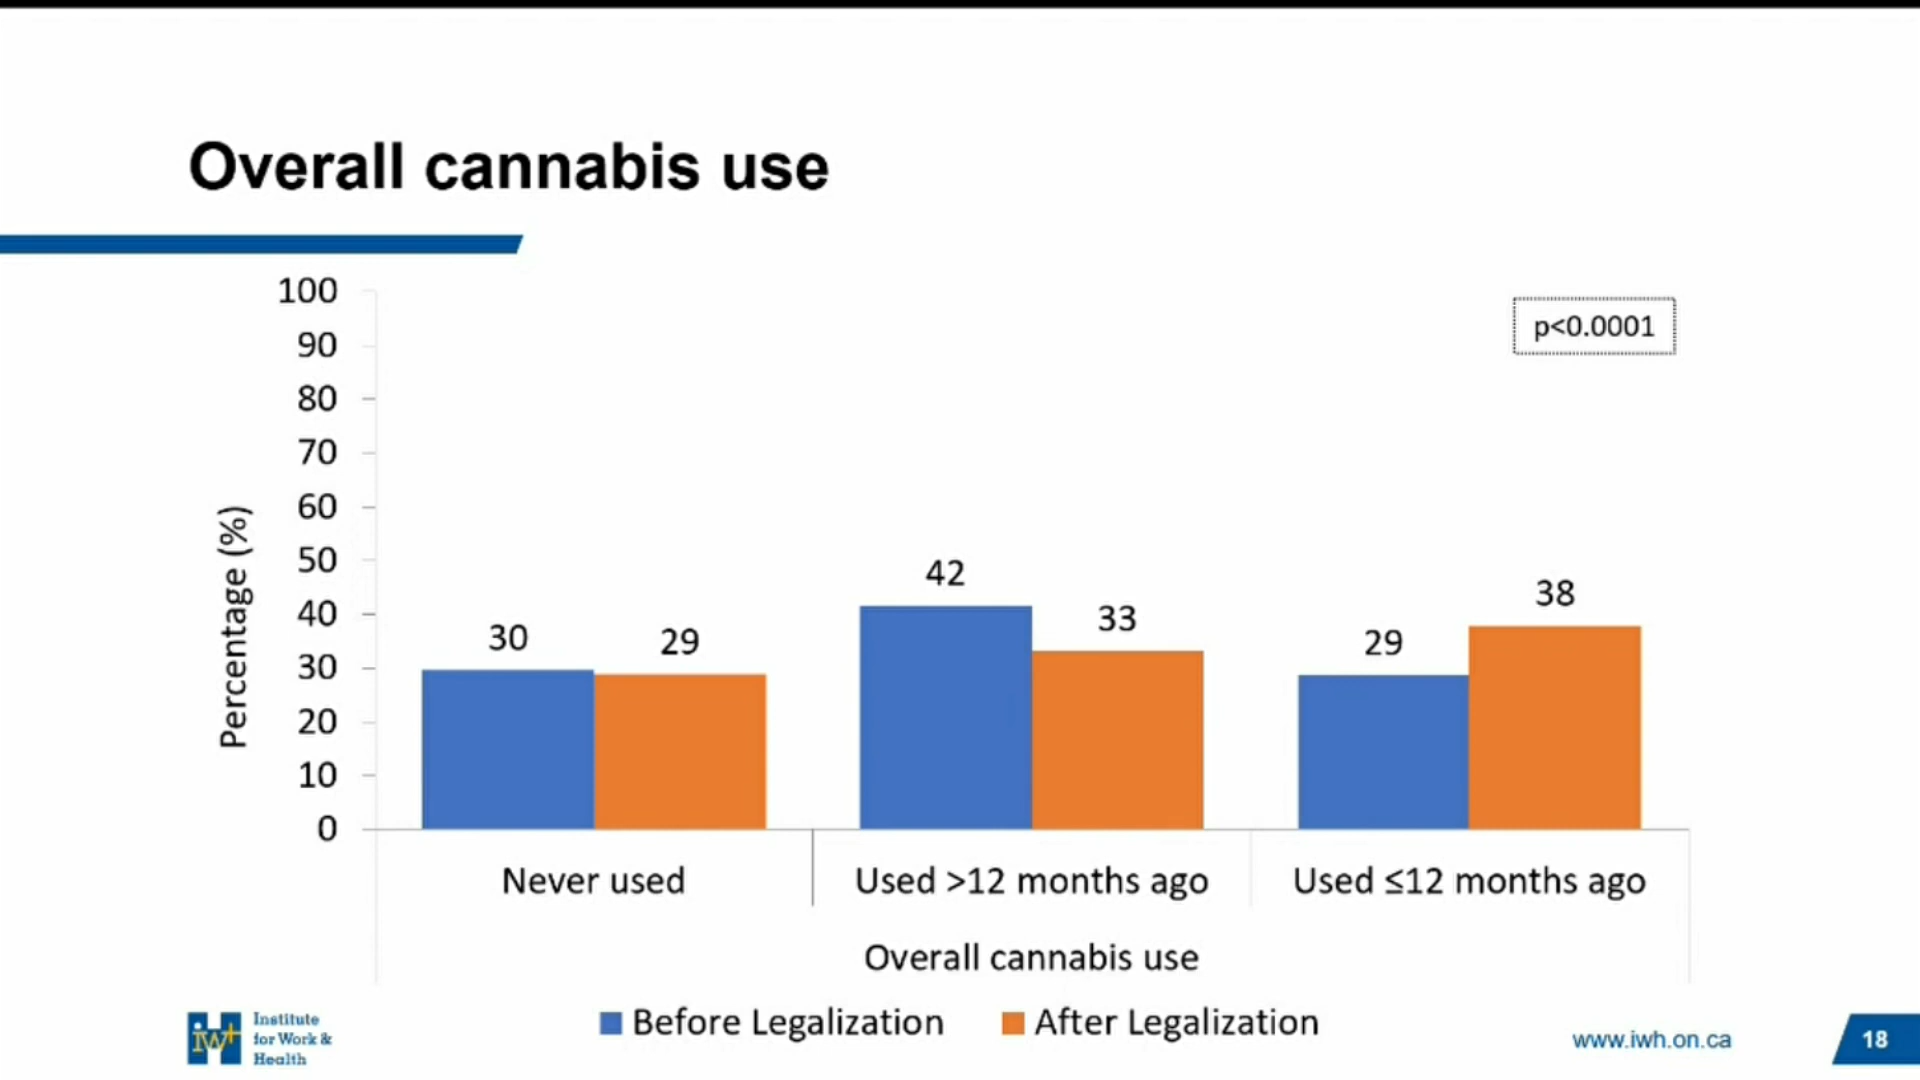 Overall cannabis use
100
90
80
70
60
50
40
30
20
10
0
Percentage (%)
p<0.0001
30
29
42
33
29
38
Never used
Used >12 months ago
Used ≤12 months ago
Overall cannabis use
Before Legalization
After Legalization
iwh
Institute
for Work &
Health
www.iwh.on.ca
18